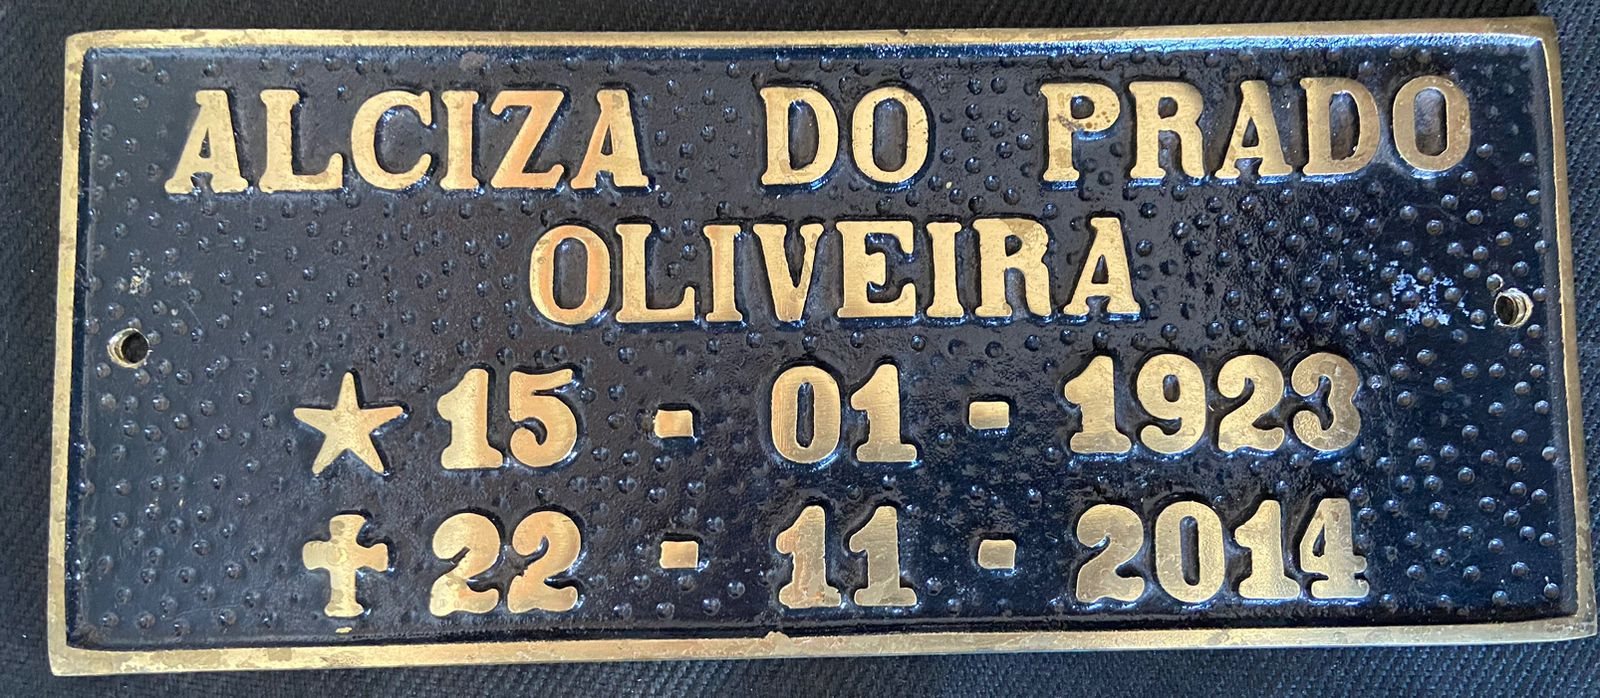 ALCIZA DO PRADO
OLIVEIRA
★ 15 - 01 - 1923
✝ 22 - 11 - 2014